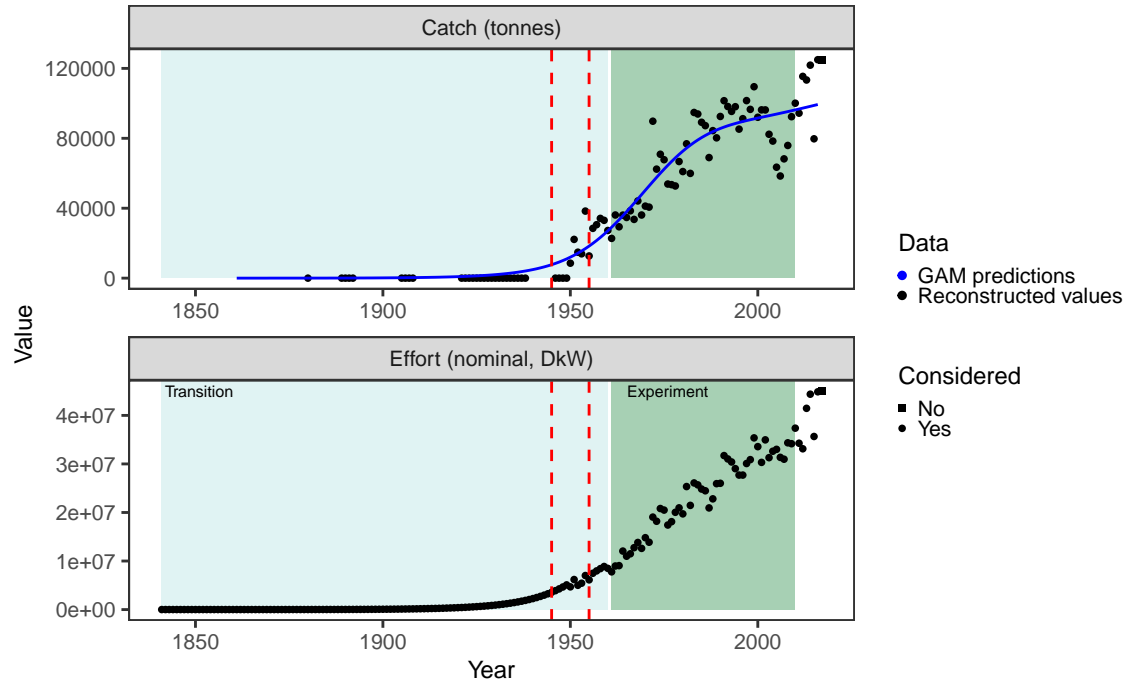 Catch (tonnes)
120000
80000
40000
0
1850 1900 1950 2000
Value
Effort (nominal, DkW)
Transition Experiment
4e+07
3e+07
2e+07
1e+07
0e+00
1850 1900 1950 2000
Year
Data
GAM predictions
Reconstructed values
Considered
No
Yes